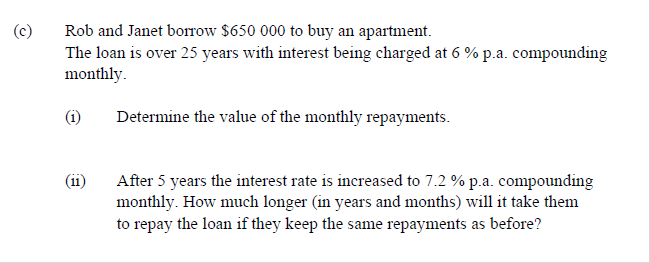 (c) Rob and Janet borrow $650 000 to buy an apartment.
The loan is over 25 years with interest being charged at 6 % p.a. compounding
monthly.
(i) Determine the value of the monthly repayments.
(ii) After 5 years the interest rate is increased to 7.2 % p.a. compounding
monthly. How much longer (in years and months) will it take them
to repay the loan if they keep the same repayments as before?